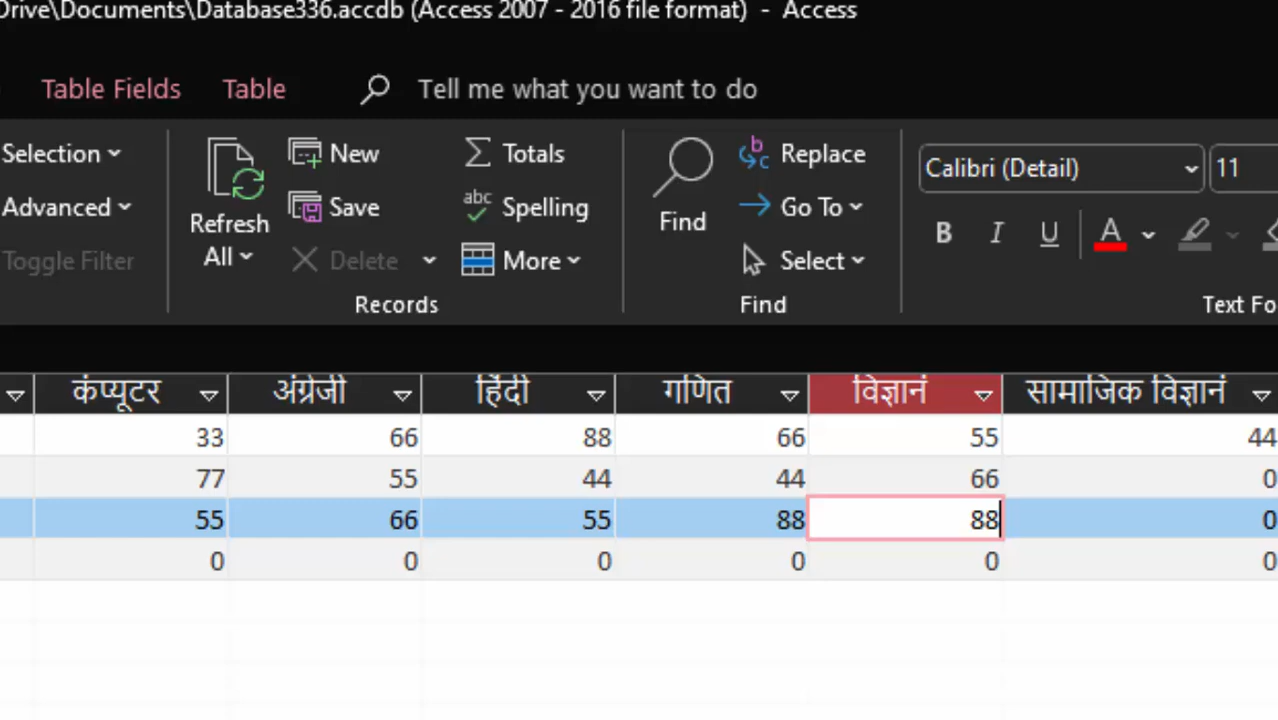 Drive\Documents\Database336.accdb (Access 2007 - 2016 file format) - Access
Table Fields Table Tell me what you want to do
Selection New Totals Replace Calibri (Detail) 11
Advanced Refresh All Save Spelling Find Go To B I U A
Toggle Filter Delete More Select
Records Find Text Fo
कंप्यूटर अंग्रेजी हिंदी गणित विज्ञानं सामाजिक विज्ञानं
33 66 88 66 55 44
77 55 44 44 66 0
55 66 55 88 88 0
0 0 0 0 0 0